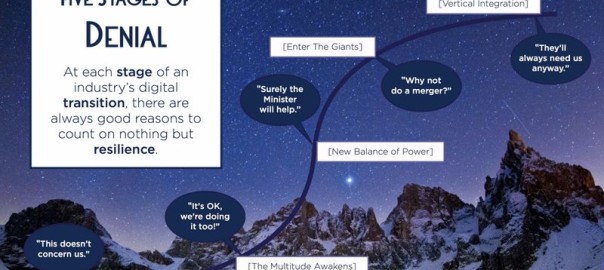 FIVE STAGES OF
DENIAL
At each stage of an
industry's digital
transition, there are
always good reasons to
count on nothing but
resilience.
[Vertical Integration]
"They'll
always need us
anyway."
[Enter The Giants]
"Why not
do a merger?"
"Surely the
Minister
will help."
[New Balance of Power]
"It's OK,
we're doing
it too!"
"This doesn't
concern us."
[The Multitude Awakens]